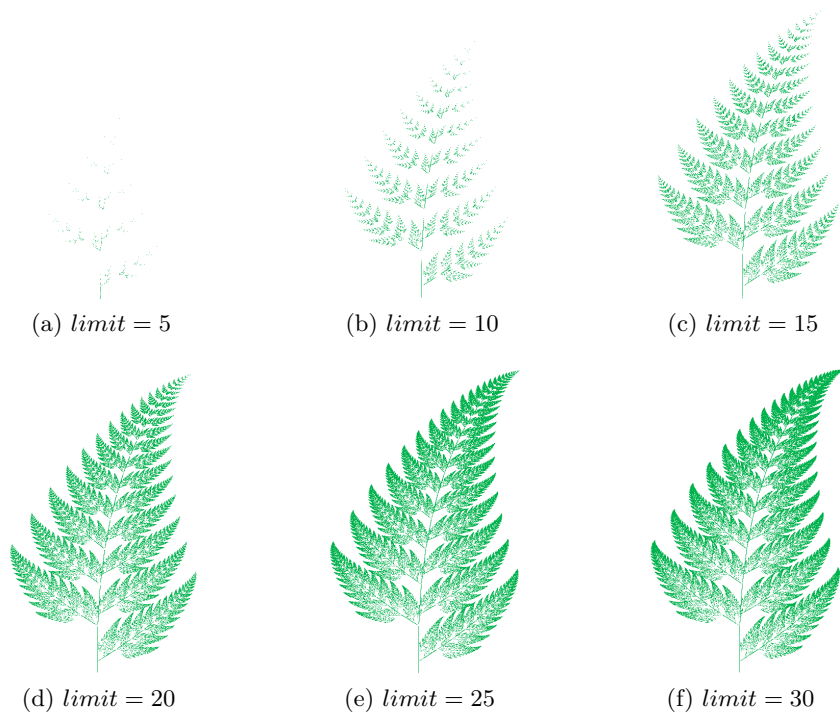 (a) limit = 5
(b) limit = 10
(c) limit = 15
(d) limit = 20
(e) limit = 25
(f) limit = 30